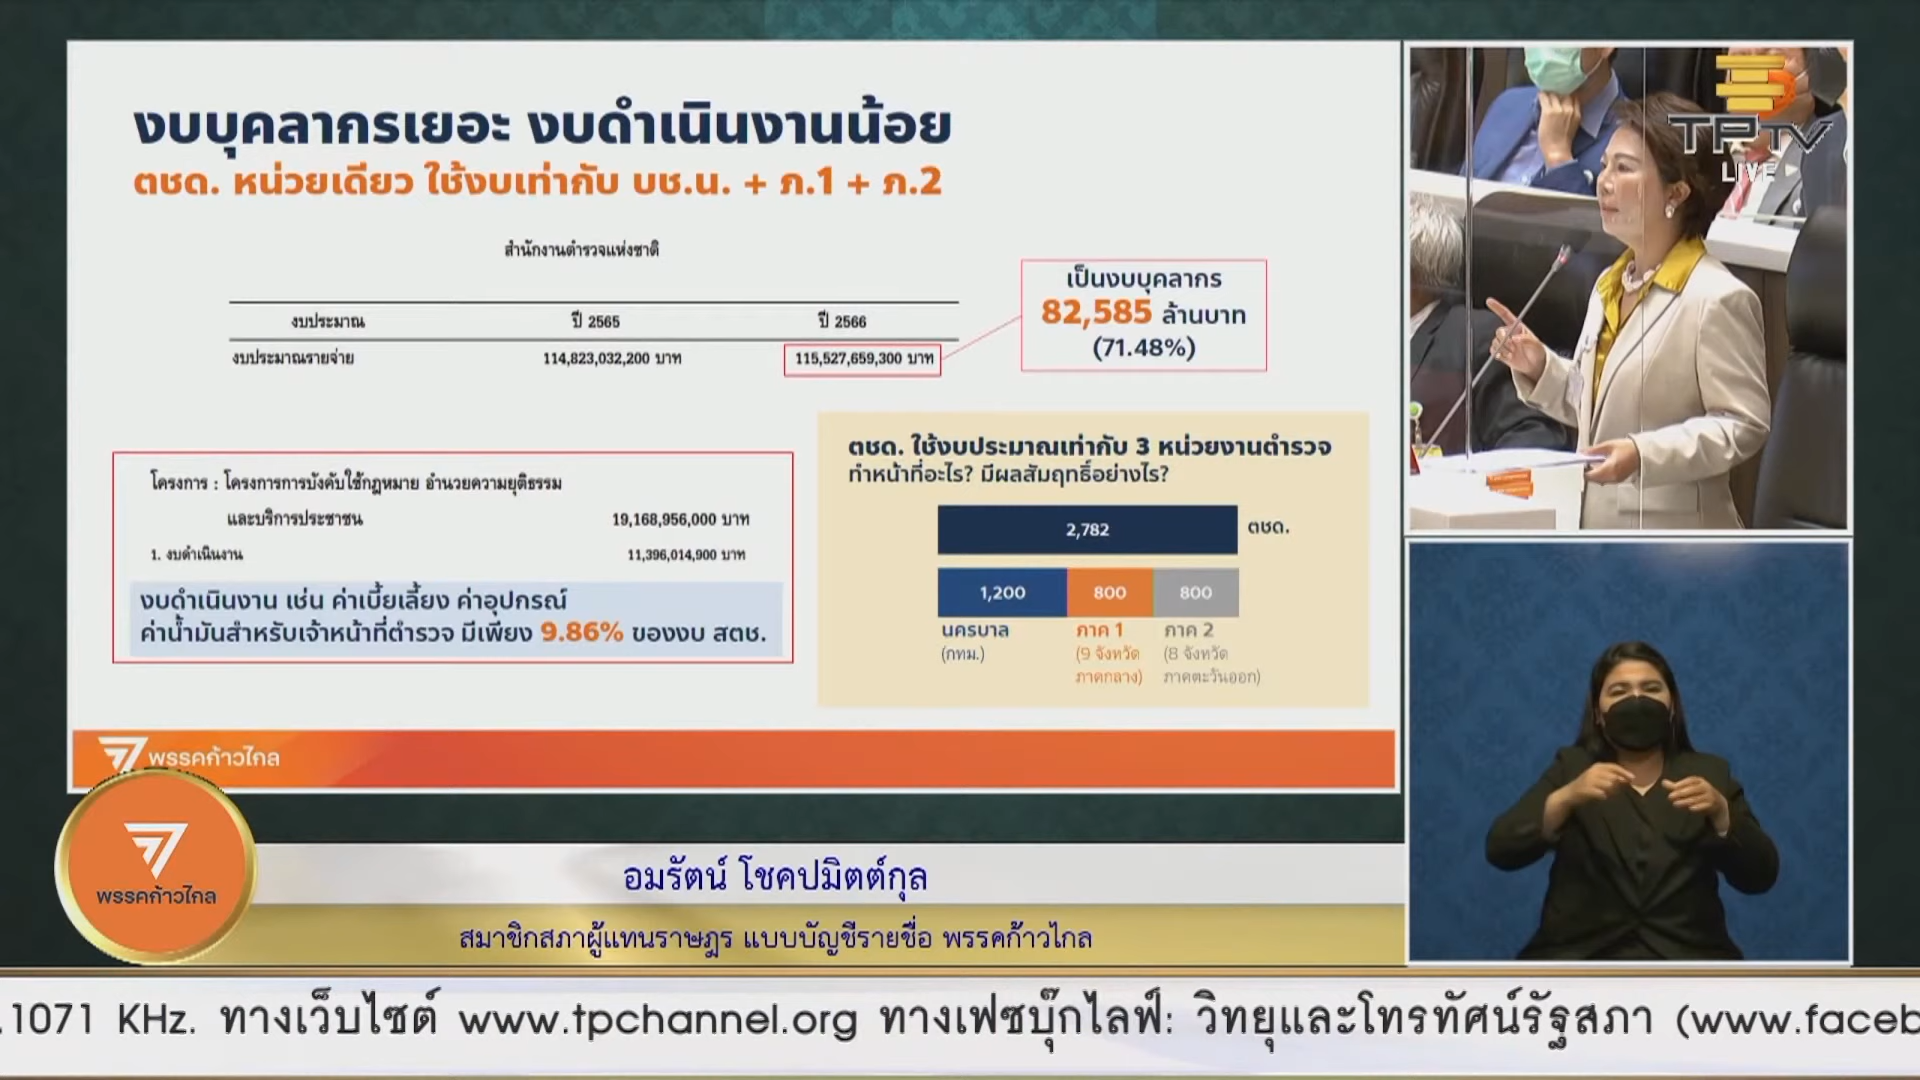 งบบุคลากรเยอะ งบดำเนินงานน้อย
ตชด. หน่วยเดียว ใช้งบเท่ากับ บช.น. + ภ.1 + ภ.2
สำนักงานตำรวจแห่งชาติ
งบประมาณ ปี 2565 ปี 2566
งบประมาณรายจ่าย 114,823,032,200 บาท 115,527,659,300 บาท
เป็นงบบุคลากร
82,585 ล้านบาท
(71.48%)
โครงการ : โครงการการบังคับใช้กฎหมาย อำนวยความยุติธรรม
และบริการประชาชน 19,168,956,000 บาท
1. งบดำเนินงาน 11,396,014,900 บาท
งบดำเนินงาน เช่น ค่าเบี้ยเลี้ยง ค่าอุปกรณ์
ค่าน้ำมันสำหรับเจ้าหน้าที่ตำรวจ มีเพียง 9.86% ของงบ สตช.
ตชด. ใช้งบประมาณเท่ากับ 3 หน่วยงานตำรวจ
ทำหน้าที่อะไร? มีผลสัมฤทธิ์อย่างไร?
2,782 ตชด.
1,200 800 800
นครบาล ภาค 1 ภาค 2
(กทม.) (9 จังหวัด (8 จังหวัด
ภาคกลาง) ภาคตะวันออก)
พรรคก้าวไกล
TPTV
LIVE
พรรคก้าวไกล
อมรัตน์ โชคปมิตต์กุล
สมาชิกสภาผู้แทนราษฎร แบบบัญชีรายชื่อ พรรคก้าวไกล
.1071 KHz. ทางเว็บไซต์ www.tpchannel.org ทางเฟซบุ๊กไลฟ์: วิทยุและโทรทัศน์รัฐสภา (www.faceb